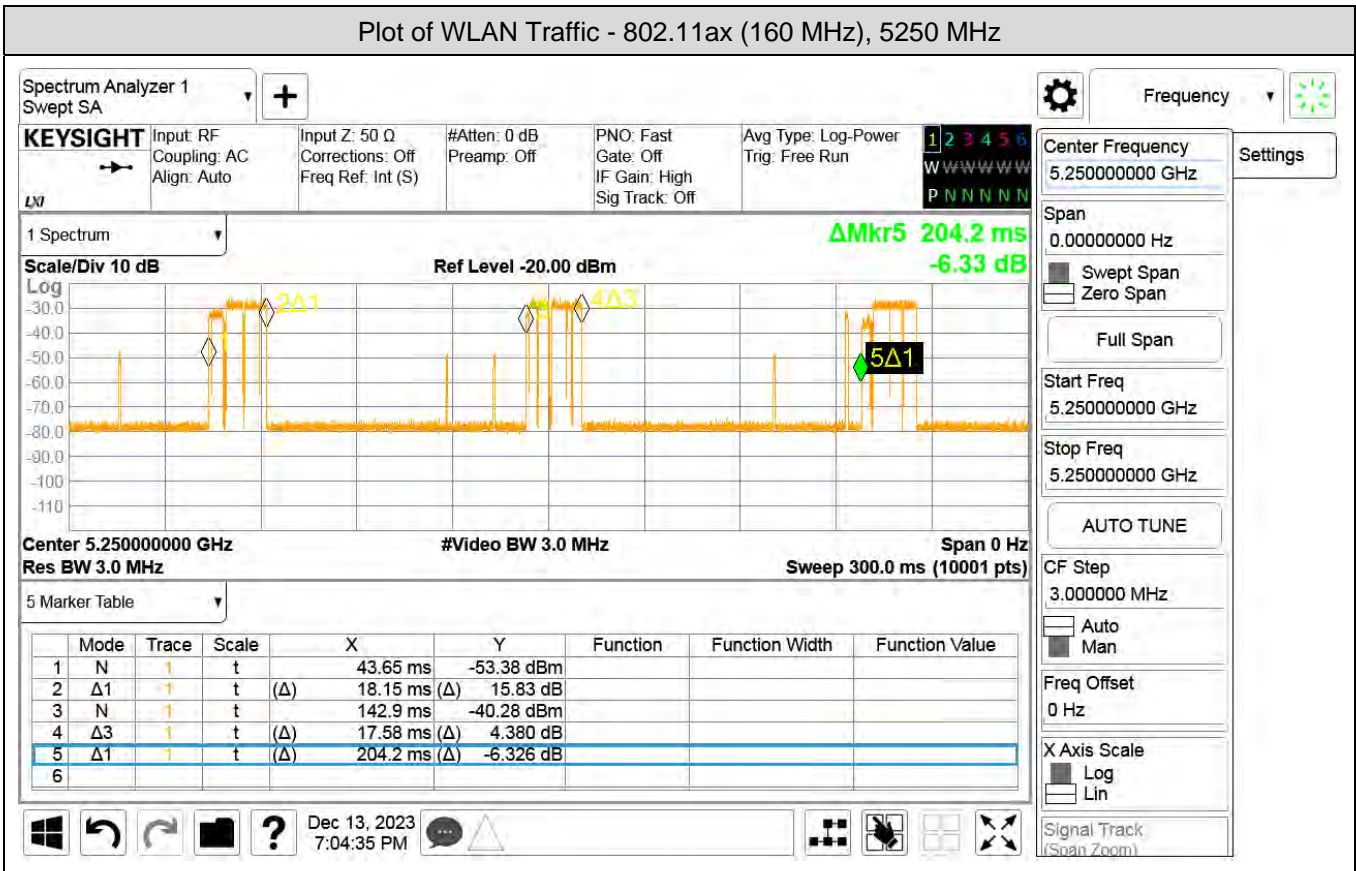 Plot of WLAN Traffic - 802.11ax (160 MHz), 5250 MHz
Spectrum Analyzer 1
Swept SA
Frequency
KEYSIGHT
LXI
Input: RF
Coupling: AC
Align: Auto
Input Z: 50 Ω
Corrections: Off
Freq Ref: Int (S)
#Atten: 0 dB
Preamp: Off
PNO: Fast
Gate: Off
IF Gain: High
Sig Track: Off
Avg Type: Log-Power
Trig: Free Run
1 2 3 4 5 6
W W W W W W
P N N N N N
Settings
1 Spectrum
ΔMkr5 204.2 ms
-6.33 dB
Scale/Div 10 dB
Ref Level -20.00 dBm
Log
-30.0
-40.0
-50.0
-60.0
-70.0
-80.0
-90.0
-100
-110
2Δ1
4Δ3
5Δ1
Center 5.250000000 GHz
#Video BW 3.0 MHz
Span 0 Hz
Res BW 3.0 MHz
Sweep 300.0 ms (10001 pts)
5 Marker Table
Mode Trace Scale X Y Function Function Width Function Value
1 N 1 t 43.65 ms -53.38 dBm
2 Δ1 1 t (Δ) 18.15 ms (Δ) 15.83 dB
3 N 1 t 142.9 ms -40.28 dBm
4 Δ3 1 t (Δ) 17.58 ms (Δ) 4.380 dB
5 Δ1 1 t (Δ) 204.2 ms (Δ) -6.326 dB
6
Center Frequency
5.250000000 GHz
Span
0.00000000 Hz
Swept Span
Zero Span
Full Span
Start Freq
5.250000000 GHz
Stop Freq
5.250000000 GHz
AUTO TUNE
CF Step
3.000000 MHz
Auto
Man
Freq Offset
0 Hz
X Axis Scale
Log
Lin
Signal Track
(Span Zoom)
?
Dec 13, 2023
7:04:35 PM